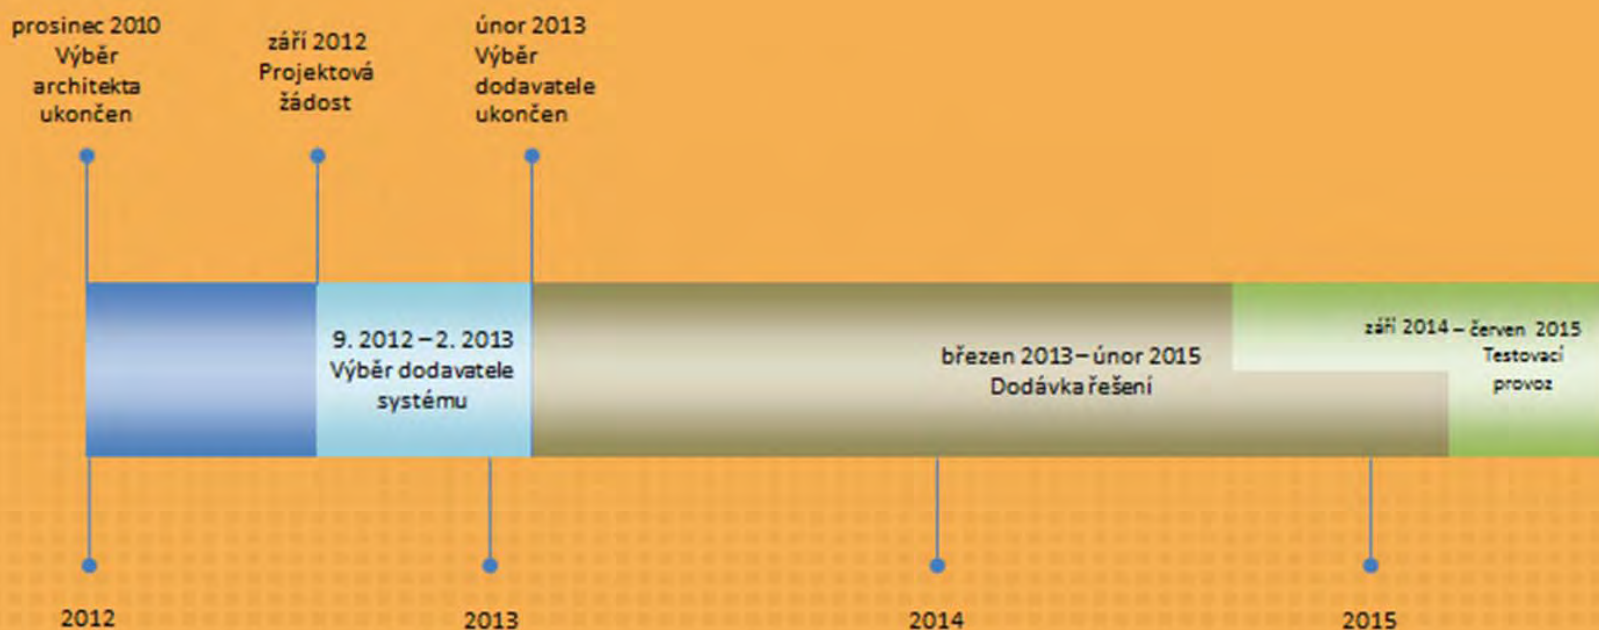 prosinec 2010
Výběr
architekta
ukončen
září 2012
Projektová
žádost
únor 2013
Výběr
dodavatele
ukončen
9. 2012 – 2. 2013
Výběr dodavatele
systému
březen 2013 – únor 2015
Dodávka řešení
září 2014 – červen 2015
Testovací
provoz
2012
2013
2014
2015